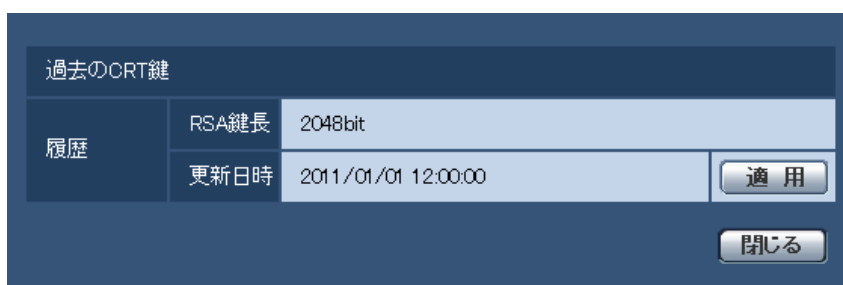 過去のCRT鍵
履歴
RSA鍵長 2048bit
更新日時 2011/01/01 12:00:00 適 用
閉じる